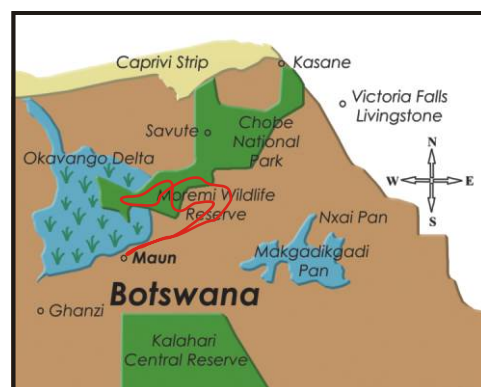 Caprivi Strip
Kasane
Victoria Falls
Livingstone
Savute
Chobe
National
Park
Okavango Delta
N
W
E
S
Moremi Wildlife
Reserve
Nxai Pan
Makgadikgadi
Pan
Maun
Botswana
Ghanzi
Kalahari
Central Reserve